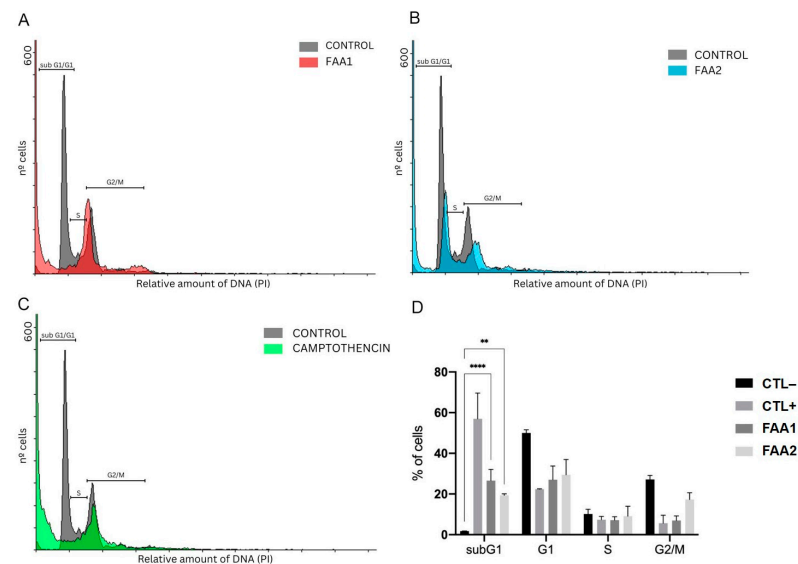 A
600
sub G1/G1
CONTROL
FAA1
G2/M
S
nº cells
Relative amount of DNA (PI)
B
600
sub G1/G1
CONTROL
FAA2
G2/M
S
nº cells
Relative amount of DNA (PI)
C
600
sub G1/G1
CONTROL
CAMPTOTHENCIN
G2/M
S
nº cells
Relative amount of DNA (PI)
D
**
****
80
60
40
20
0
% of cells
subG1 G1 S G2/M
CTL−
CTL+
FAA1
FAA2